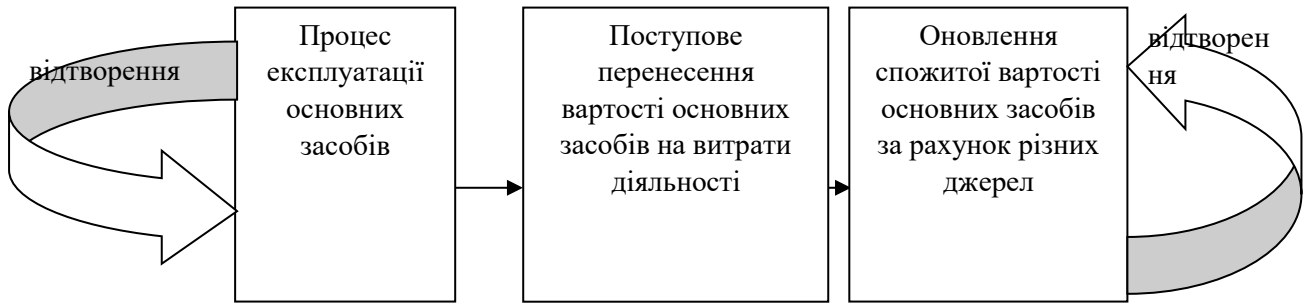 відтворення
Процес
експлуатації
основних
засобів
Поступове
перенесення
вартості основних
засобів на витрати
діяльності
Оновлення
спожитої вартості
основних засобів
за рахунок різних
джерел
відтворен
ня